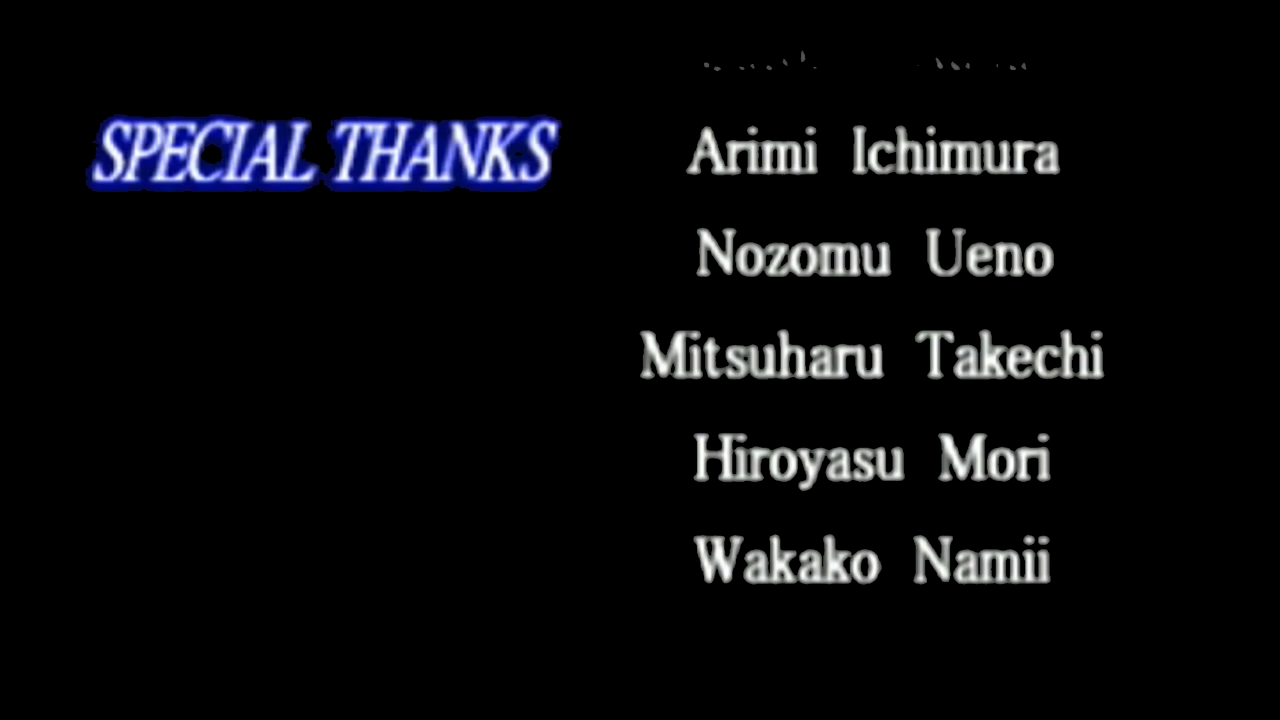 SPECIAL THANKS
Arimi Ichimura
Nozomu Ueno
Mitsuharu Takechi
Hiroyasu Mori
Wakako Namii